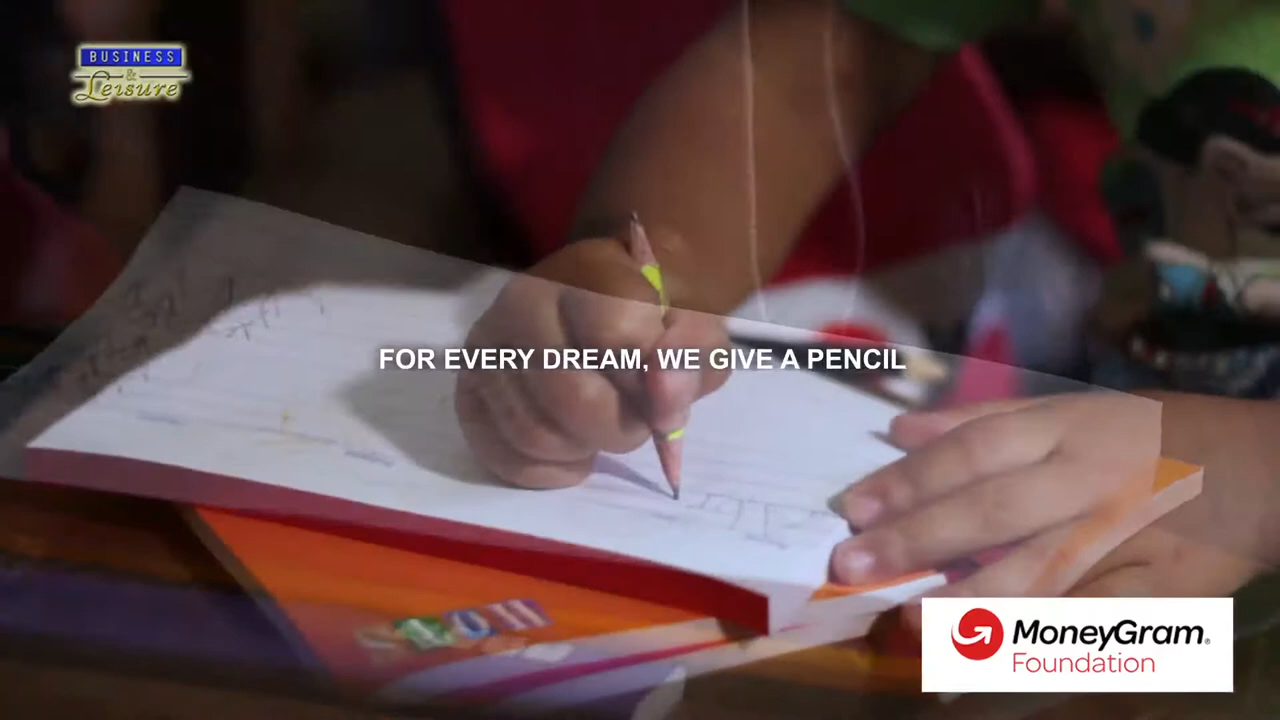 BUSINESS
&
Leisure
FOR EVERY DREAM, WE GIVE A PENCIL
MoneyGram
Foundation